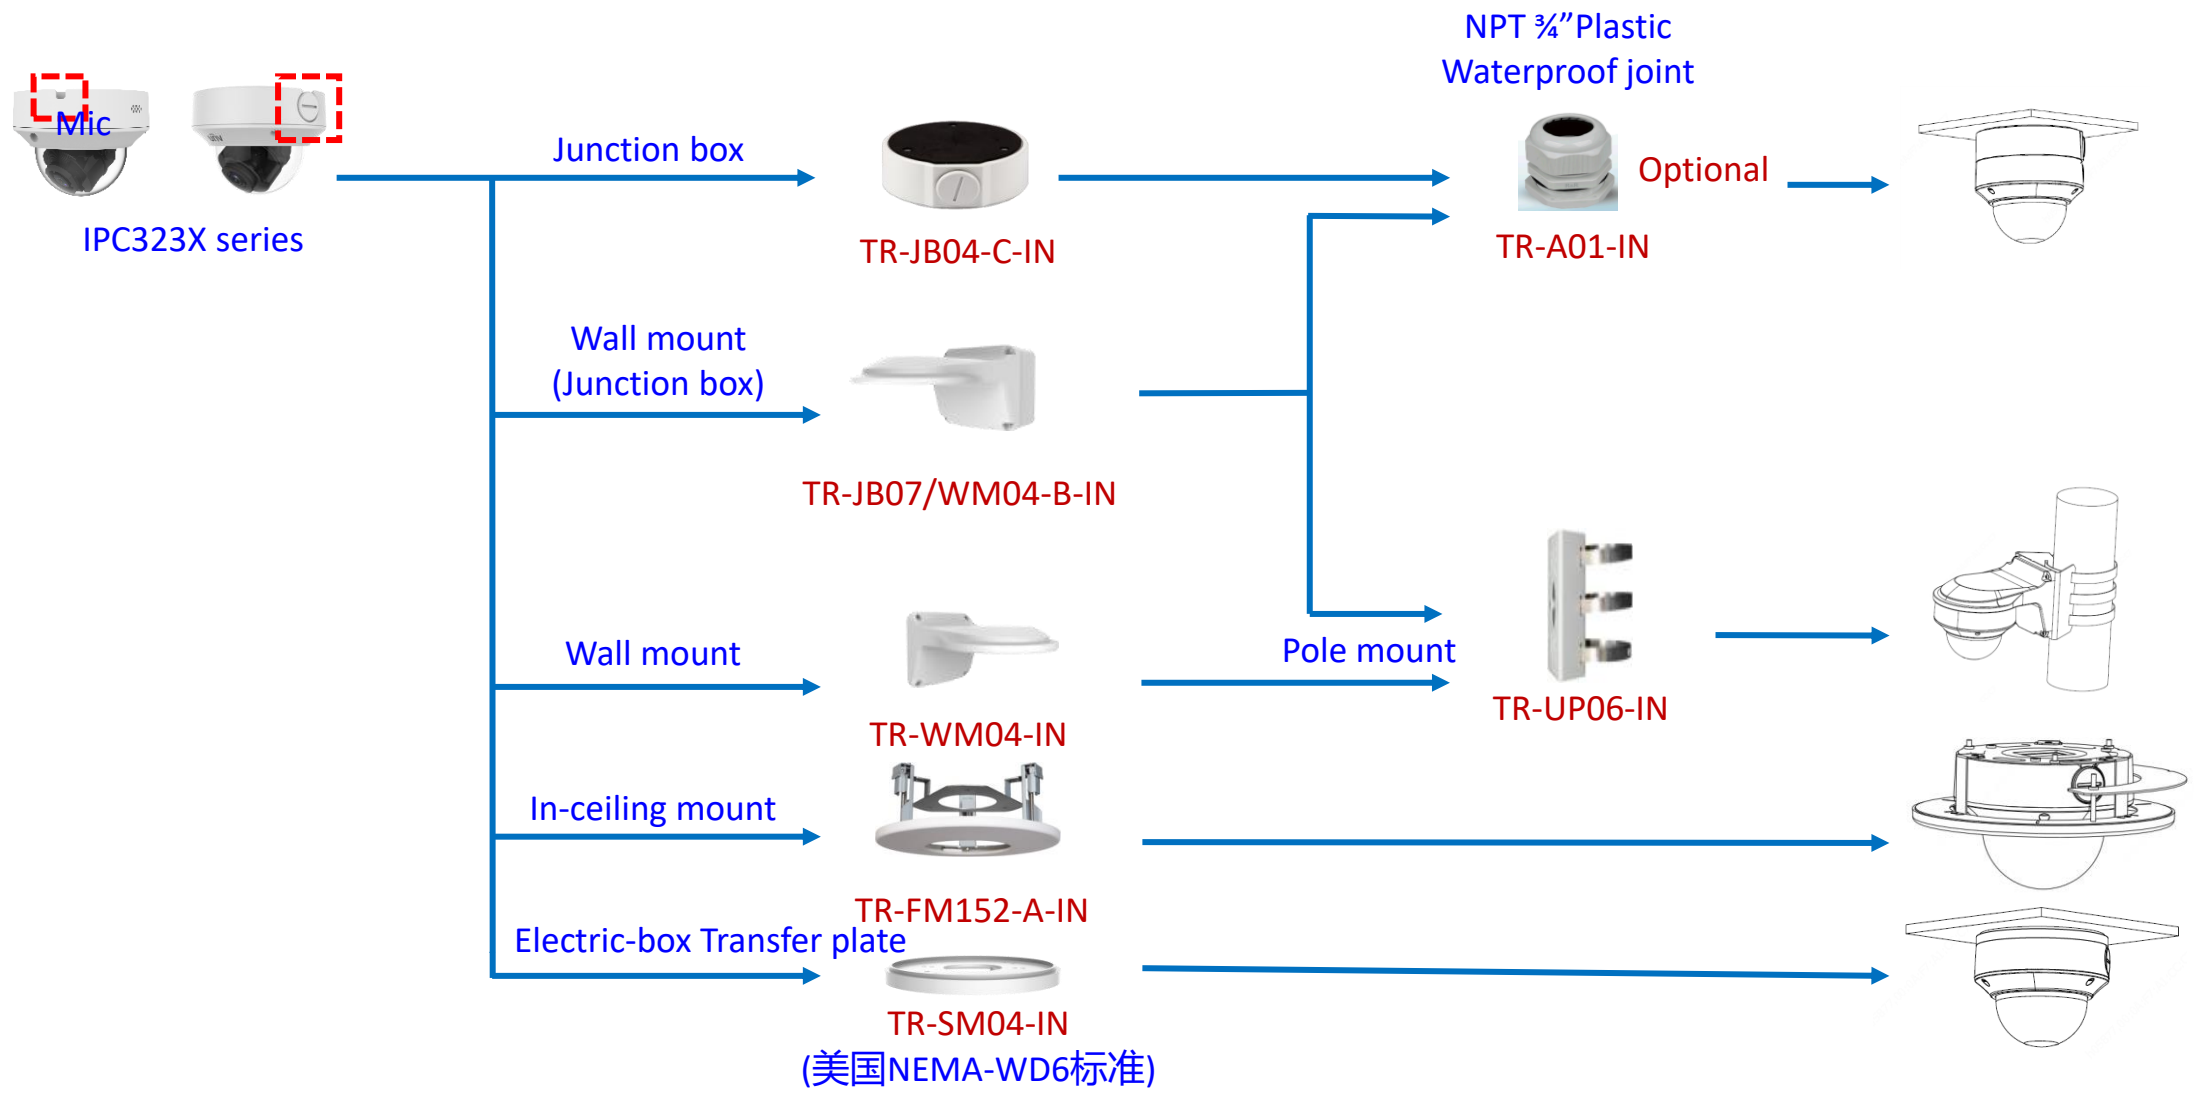 NPT ¾”Plastic
Waterproof joint
Mic
IPC323X series
Junction box
TR-JB04-C-IN
Optional
TR-A01-IN
Wall mount
(Junction box)
TR-JB07/WM04-B-IN
Wall mount
TR-WM04-IN
Pole mount
TR-UP06-IN
In-ceiling mount
TR-FM152-A-IN
Electric-box Transfer plate
TR-SM04-IN
(美国NEMA-WD6标准)